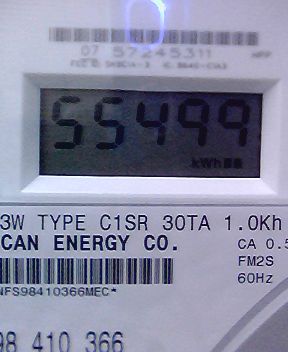 07 57245311
55499
kWh
3W TYPE C1SR 30TA 1.0Kh
CAN ENERGY CO.
CA 0.5
FM2S
60Hz
NFS98410366MEC*
98 410 366